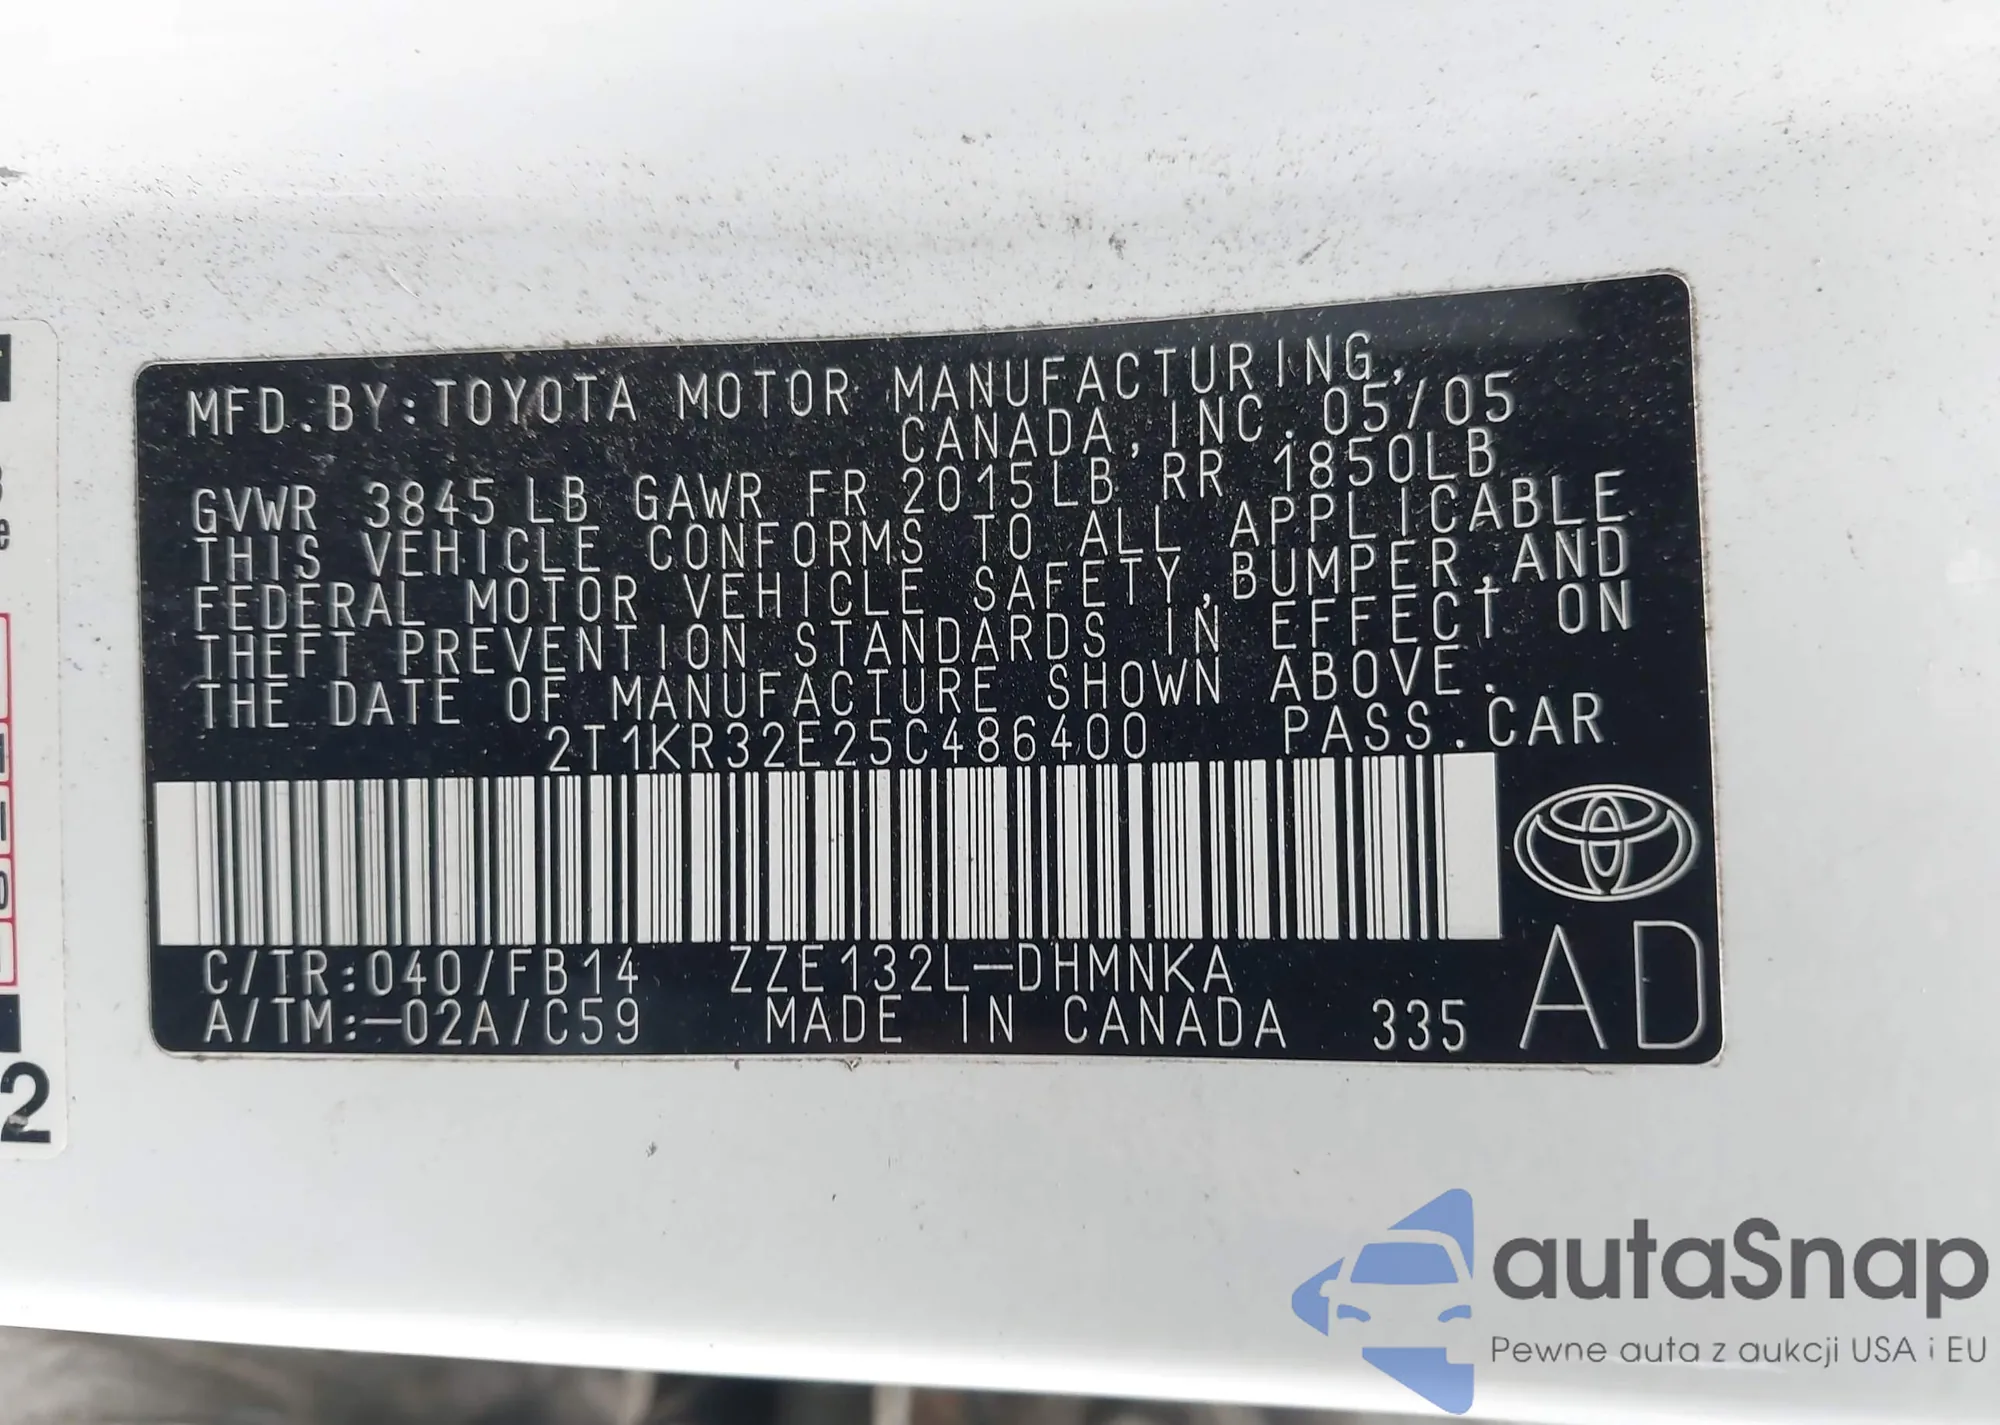 MFD.BY:TOYOTA MOTOR MANUFACTURING,
CANADA,INC. 05/05
GVWR 3845 LB GAWR FR 2015LB RR 1850LB
THIS VEHICLE CONFORMS TO ALL APPLICABLE
FEDERAL MOTOR VEHICLE SAFETY,BUMPER,AND
THEFT PREVENTION STANDARDS IN EFFECT ON
THE DATE OF MANUFACTURE SHOWN ABOVE.
2T1KR32E25C486400 PASS.CAR
C/TR:040/FB14 ZZE132L-DHMNKA
A/TM:-02A/C59 MADE IN CANADA 335
AD
2
autaSnap
Pewne auta z aukcji USA i EU